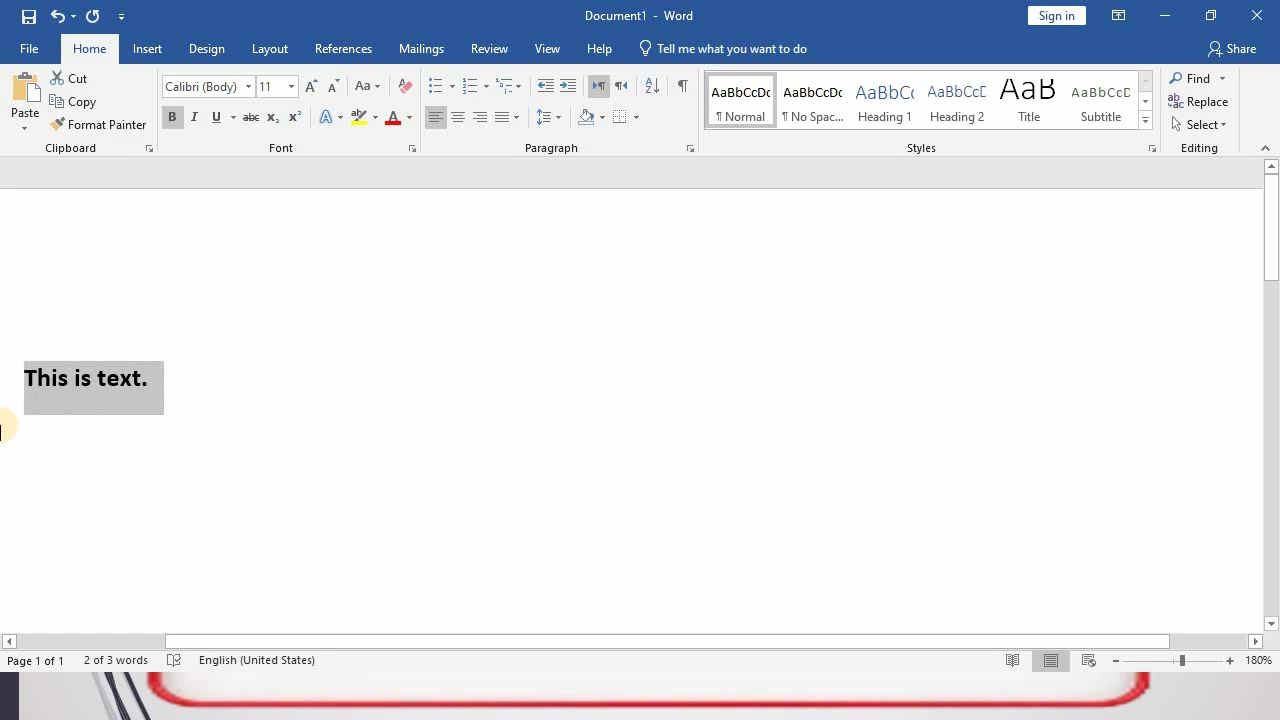 Document1 - Word
Sign in
File Home Insert Design Layout References Mailings Review View Help Tell me what you want to do Share
Paste
Cut
Copy
Format Painter
Clipboard
Calibri (Body) 11
Aa
B I U abc x₂ x²
A A
Font
Paragraph
AaBbCcDc
¶ Normal
AaBbCcDc
¶ No Spac...
AaBbCc
Heading 1
AaBbCcD
Heading 2
AaB
Title
AaBbCcD
Subtitle
Styles
Find
Replace
Select
Editing
This is text.
Page 1 of 1 2 of 3 words English (United States) 180%